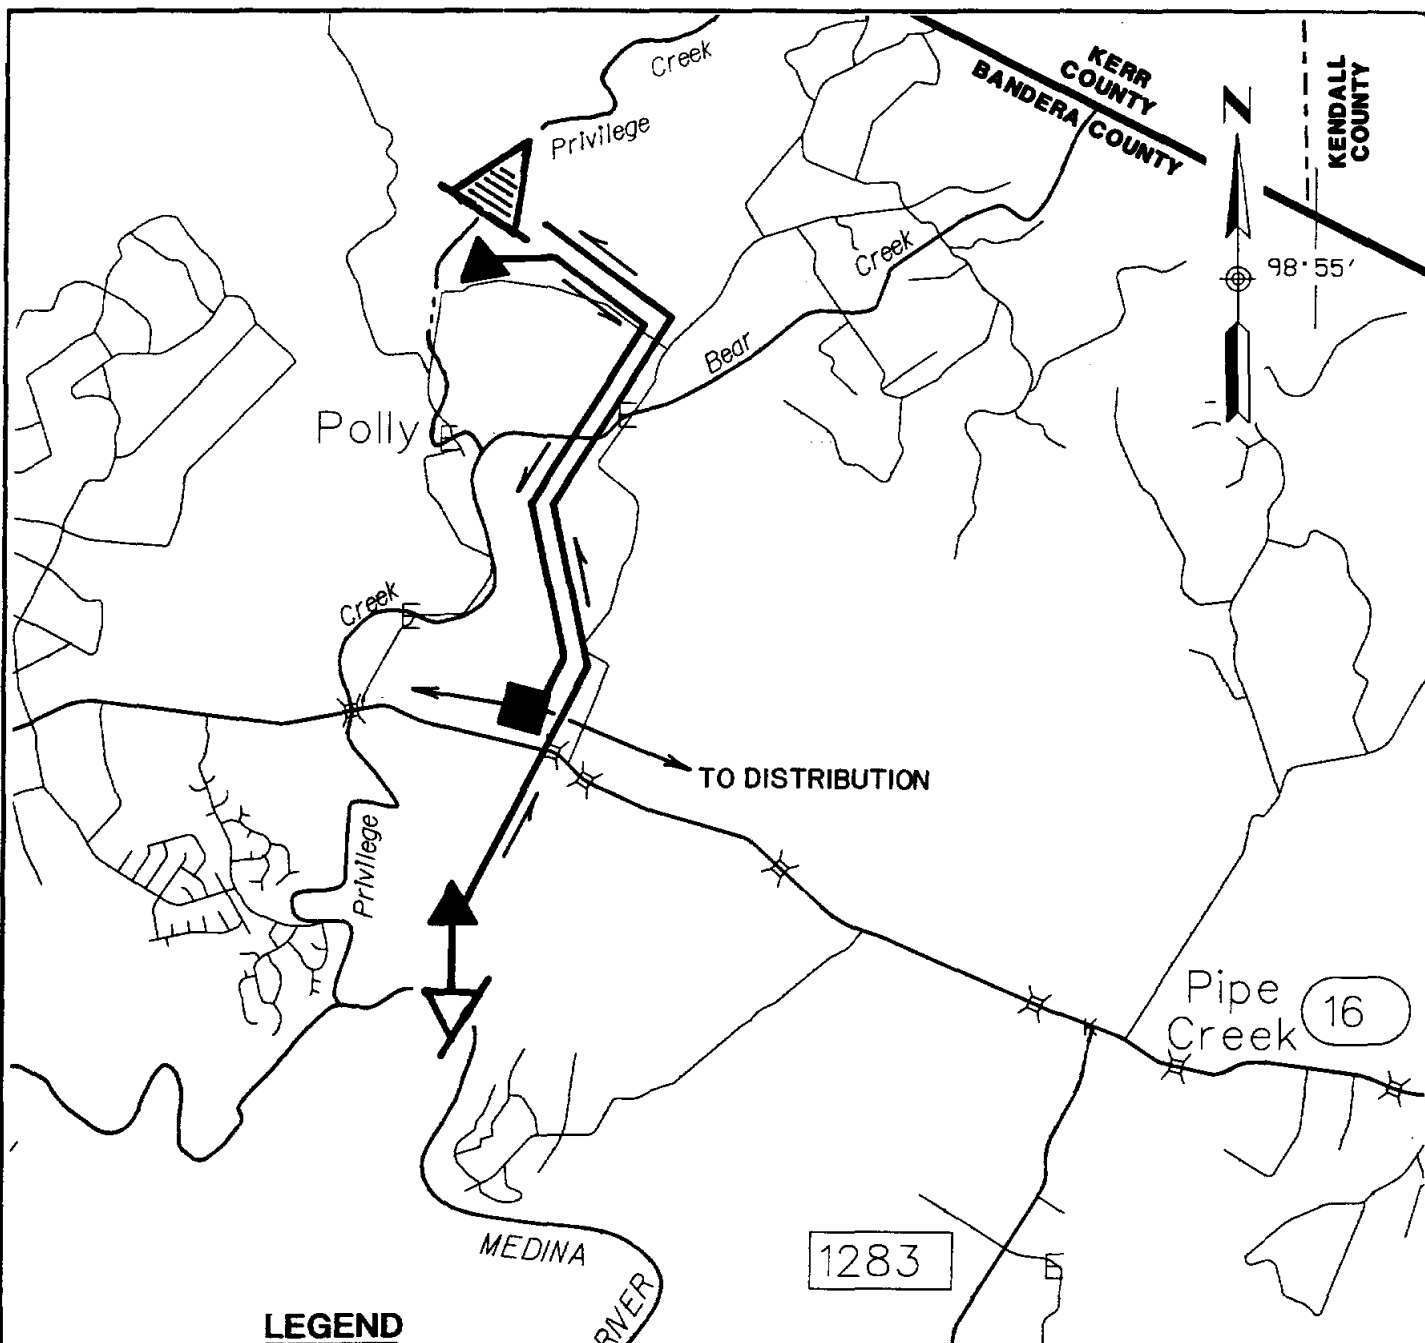 Creek
Privilege
KERR
COUNTY
BANDERA COUNTY
KENDALL
COUNTY
N
98°55'
Creek
Bear
Polly
E
E
Creek
E
TO DISTRIBUTION
Privilege
Pipe
Creek
16
MEDINA
RIVER
1283
E
LEGEND